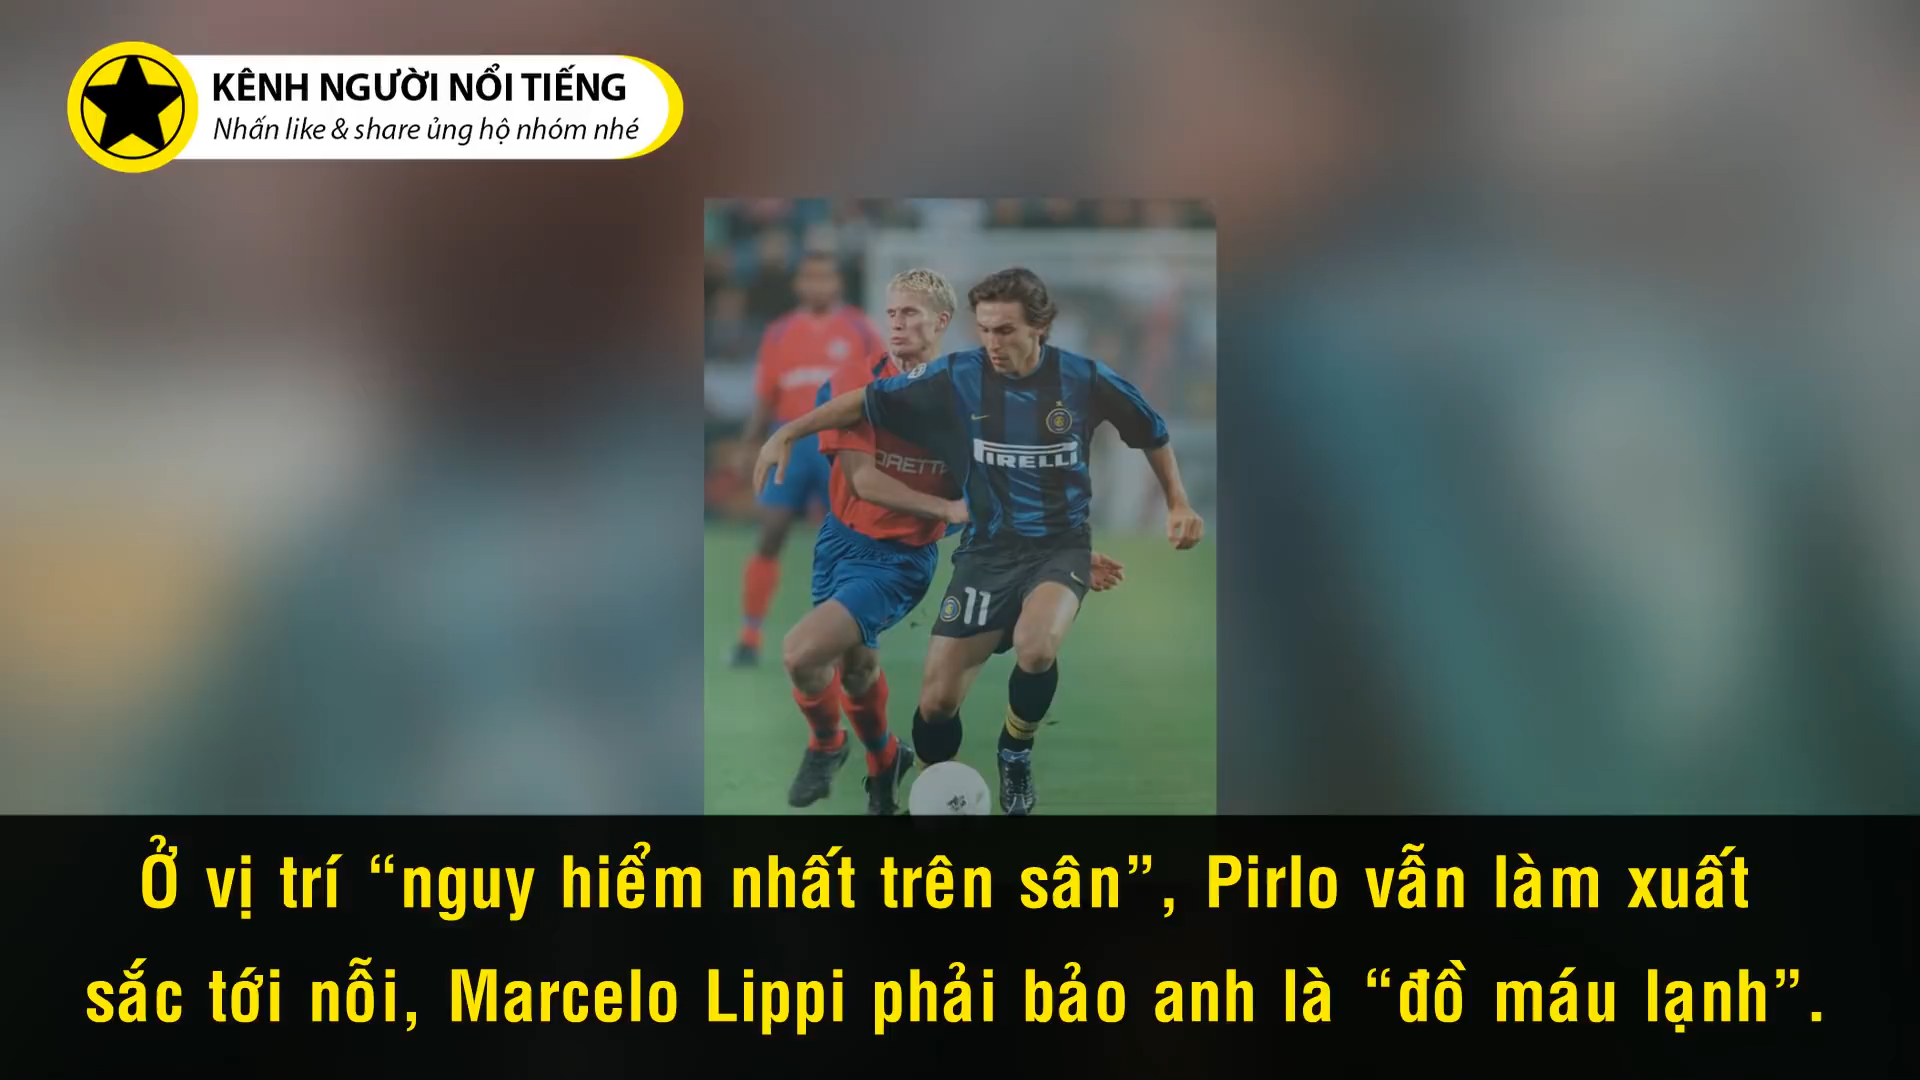 KÊNH NGƯỜI NỔI TIẾNG
Nhấn like & share ủng hộ nhóm nhé
PIRELLI
11
Ở vị trí “nguy hiểm nhất trên sân”, Pirlo vẫn làm xuất
sắc tới nỗi, Marcelo Lippi phải bảo anh là “đồ máu lạnh”.